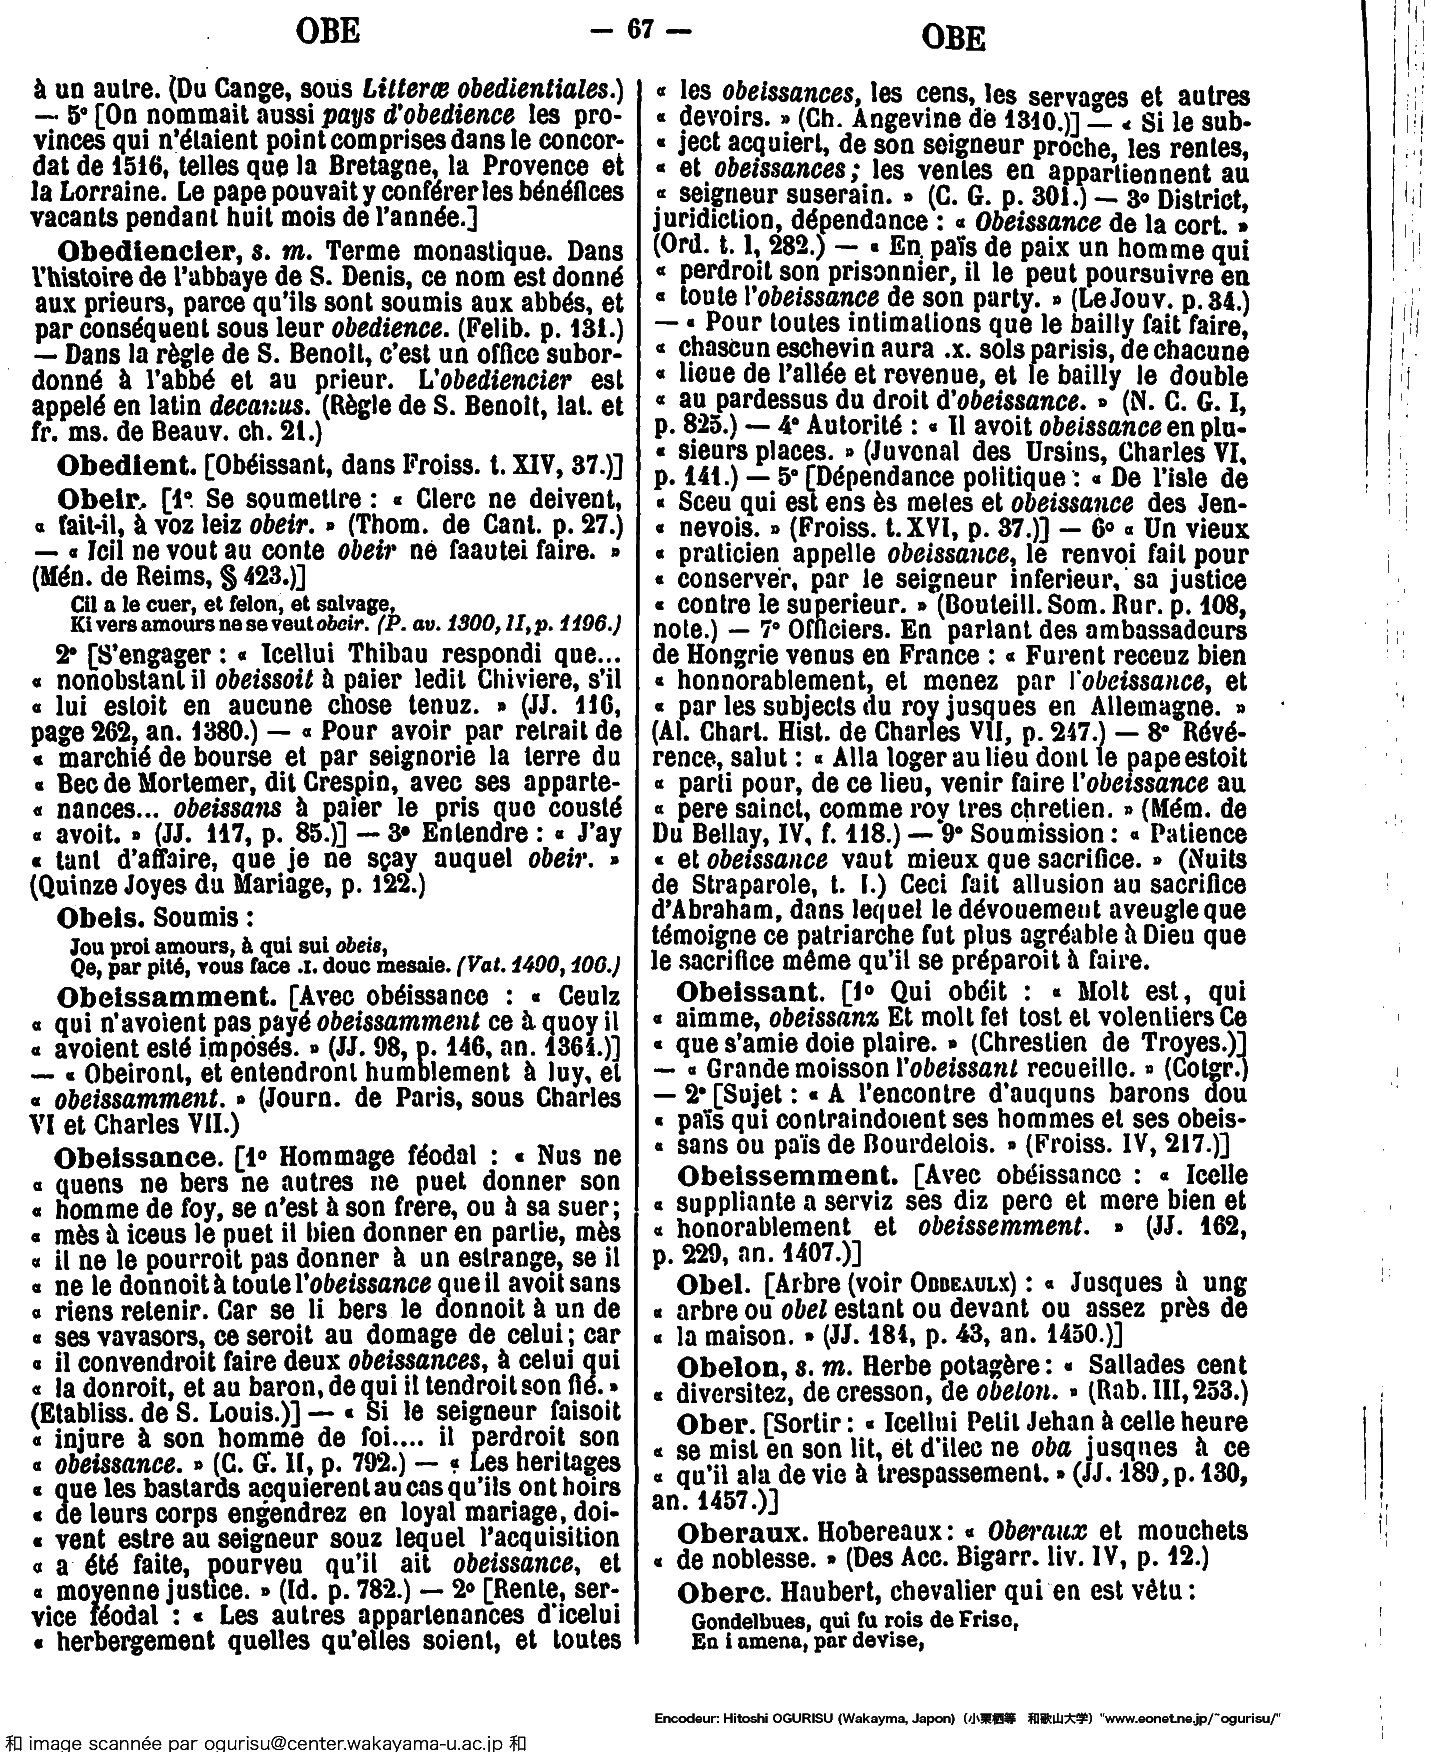 OBE
— 67 —
OBE
à un autre. (Du Cange, sous Litteræ obedientiales.)
— 5° [On nommait aussi pays d'obedience les pro-
vinces qui n'étaient point comprises dans le concor-
dat de 1516, telles que la Bretagne, la Provence et
la Lorraine. Le pape pouvait y conférer les bénéfices
vacants pendant huit mois de l'année.]
Obediencier, s. m. Terme monastique. Dans
l'histoire de l'abbaye de S. Denis, ce nom est donné
aux prieurs, parce qu'ils sont soumis aux abbés, et
par conséquent sous leur obedience. (Felib. p. 131.)
— Dans la règle de S. Benoit, c'est un office subor-
donné à l'abbé et au prieur. L'obediencier est
appelé en latin decanus. (Règle de S. Benoit, lat. et
fr. ms. de Beauv. ch. 21.)
Obedient. [Obéissant, dans Froiss. t. XIV, 37.)]
Obeir. [1° Se soumettre : « Clerc ne deivent,
« fait-il, à voz leiz obeir. » (Thom. de Cant. p. 27.)
— « Icil ne vout au conte obeir ne faautei faire. »
(Mén. de Reims, § 423.)]
Cil a le cuer, et felon, et salvage,
Ki vers amours ne se veut obeir. (P. av. 1300, II, p. 1196.)
2° [S'engager : « Icellui Thibau respondi que...
« nonobstant il obeissoit à paier ledit Chiviere, s'il
« lui estoit en aucune chose tenuz. » (JJ. 116,
page 262, an. 1380.) — « Pour avoir par retrait de
« marchié de bourse et par seignorie la terre du
« Bec de Mortemer, dit Crespin, avec ses apparte-
« nances... obeissans à paier le pris que cousté
« avoit. » (JJ. 117, p. 85.)] — 3° Entendre : « J'ay
« tant d'affaire, que je ne sçay auquel obeir. »
(Quinze Joyes du Mariage, p. 122.)
Obeis. Soumis :
Jou proi amours, à qui sui obeis,
Qe, par pité, vous face .I. douc mesaie. (Vat. 1490, 106.)
Obeissamment. [Avec obéissance : « Ceulz
« qui n'avoient pas payé obeissamment ce à quoy il
« avoient esté imposés. » (JJ. 98, p. 146, an. 1364.)]
— « Obeiront, et entendront humblement à luy, et
« obeissamment. » (Journ. de Paris, sous Charles
VI et Charles VII.)
Obeissance. [1° Hommage féodal : « Nus ne
« quens ne bers ne autres ne puet donner son
« homme de foy, se n'est à son frere, ou à sa suer;
« mès à iceus le puet il bien donner en partie, mès
« il ne le pourroit pas donner à un estrange, se il
« ne le donnoit à toute l'obeissance que il avoit sans
« riens retenir. Car se li bers le donnoit à un de
« ses vavasors, ce seroit au domage de celui; car
« il convendroit faire deux obeissances, à celui qui
« la donroit, et au baron, de qui il tendroit son fié. »
(Etabliss. de S. Louis.)] — « Si le seigneur faisoit
« injure à son homme de foi.... il perdroit son
« obeissance. » (C. G. II, p. 792.) — « Les heritages
« que les bastards acquierent au cas qu'ils ont hoirs
« de leurs corps engendrez en loyal mariage, doi-
« vent estre au seigneur souz lequel l'acquisition
« a été faite, pourveu qu'il ait obeissance, et
« moyenne justice. » (Id. p. 782.) — 2° [Rente, ser-
vice féodal : « Les autres appartenances d'icelui
« herbergement quelles qu'elles soient, et toutes
« les obeissances, les cens, les servages et autres
« devoirs. » (Ch. Angevine de 1310.)] — « Si le sub-
« ject acquiert, de son seigneur proche, les rentes,
« et obeissances; les ventes en appartiennent au
« seigneur suserain. » (C. G. p. 301.) — 3° District,
juridiction, dépendance : « Obeissance de la cort. »
(Ord. t. I, 282.) — « En païs de paix un homme qui
« perdroit son prisonnier, il le peut poursuivre en
« toute l'obeissance de son party. » (Le Jouv. p. 34.)
— « Pour toutes intimations que le bailly fait faire,
« chascun eschevin aura .x. sols parisis, de chacune
« lieue de l'allée et revenue, et le bailly le double
« au pardessus du droit d'obeissance. » (N. C. G. I,
p. 825.) — 4° Autorité : « Il avoit obeissance en plu-
« sieurs places. » (Juvenal des Ursins, Charles VI,
p. 141.) — 5° [Dépendance politique : « De l'isle de
« Sceu qui est ens ès metes et obeissance des Jen-
« nevois. » (Froiss. t. XVI, p. 37.)] — 6° « Un vieux
« praticien appelle obeissance, le renvoi fait pour
« conserver, par le seigneur inferieur, sa justice
« contre le superieur. » (Bouteill. Som. Rur. p. 108,
note.) — 7° Officiers. En parlant des ambassadeurs
de Hongrie venus en France : « Furent receuz bien
« honnorablement, et menez par l'obeissance, et
« par les subjects du roy jusques en Allemagne. »
(Al. Chart. Hist. de Charles VII, p. 247.) — 8° Révé-
rence, salut : « Alla loger au lieu dont le pape estoit
« parti pour, de ce lieu, venir faire l'obeissance au
« pere sainct, comme roy tres chretien. » (Mém. de
Du Bellay, IV, f. 118.) — 9° Soumission : « Patience
« et obeissance vaut mieux que sacrifice. » (Nuits
de Straparole, t. I.) Ceci fait allusion au sacrifice
d'Abraham, dans lequel le dévouement aveugle que
témoigne ce patriarche fut plus agréable à Dieu que
le sacrifice même qu'il se préparoit à faire.
Obeissant. [1° Qui obéit : « Molt est, qui
« aimme, obeissanz Et molt fet tost et volentiers Ce
« que s'amie doie plaire. » (Chrestien de Troyes.)]
— « Grande moisson l'obeissant recueille. » (Cotgr.)
— 2° [Sujet : « A l'encontre d'auquns barons dou
« païs qui contraindoient ses hommes et ses obeis-
« sans ou païs de Bourdelois. » (Froiss. IV, 217.)]
Obeissemment. [Avec obéissance : « Icelle
« suppliante a serviz ses diz pere et mere bien et
« honorablement et obeissemment. » (JJ. 162,
p. 229, an. 1407.)]
Obel. [Arbre (voir OBBEAULX) : « Jusques à ung
« arbre ou obel estant ou devant ou assez près de
« la maison. » (JJ. 184, p. 43, an. 1450.)]
Obelon, s. m. Herbe potagère : « Sallades cent
« diversitez, de cresson, de obelon. » (Rab. III, 253.)
Ober. [Sortir : « Icellui Petit Jehan à celle heure
« se mist en son lit, et d'ilec ne oba jusques à ce
« qu'il ala de vie à trespassement. » (JJ. 189, p. 130,
an. 1457.)]
Oberaux. Hobereaux : « Oberaux et mouchets
« de noblesse. » (Des Acc. Bigarr. liv. IV, p. 12.)
Oberc. Haubert, chevalier qui en est vêtu :
Gondelbues, qui fu rois de Frise,
En i amena, par devise,
Encodeur: Hitoshi OGURISU (Wakayma, Japon) (小栗栖等 和歌山大学) "www.eonet.ne.jp/~ogurisu/"
和 image scannée par ogurisu@center.wakayama-u.ac.jp 和